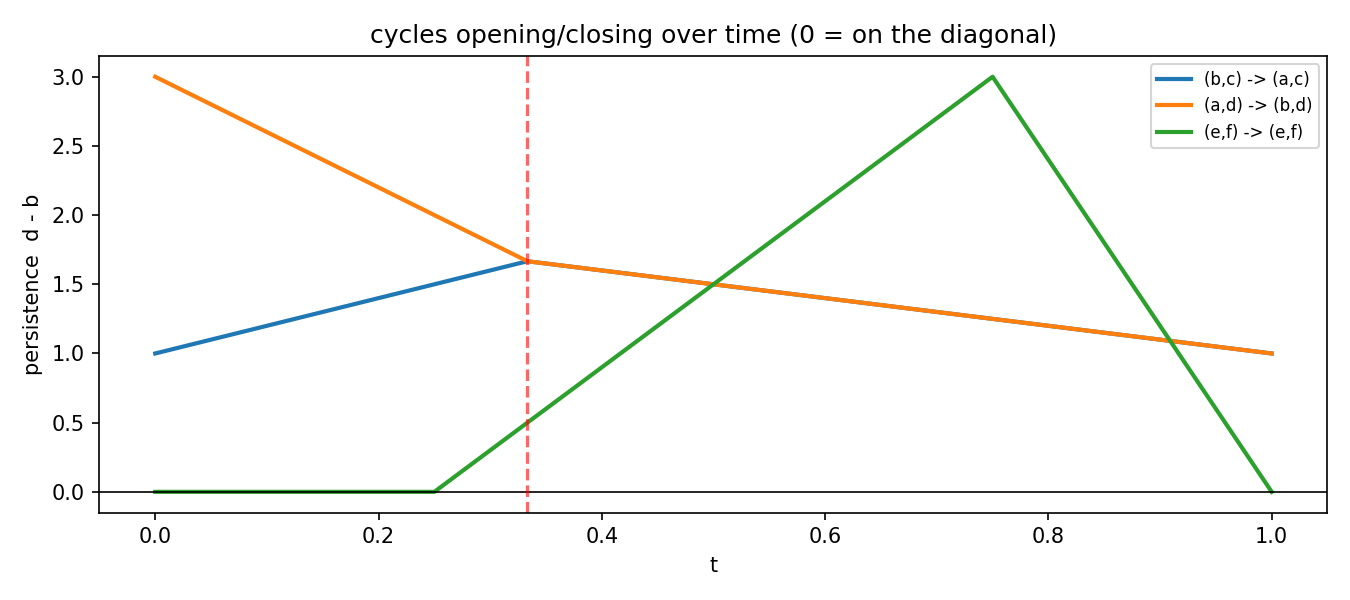 cycles opening/closing over time (0 = on the diagonal)
persistence  d - b
3.0
2.5
2.0
1.5
1.0
0.5
0.0
(b,c) -> (a,c)
(a,d) -> (b,d)
(e,f) -> (e,f)
0.0 0.2 0.4 0.6 0.8 1.0
t